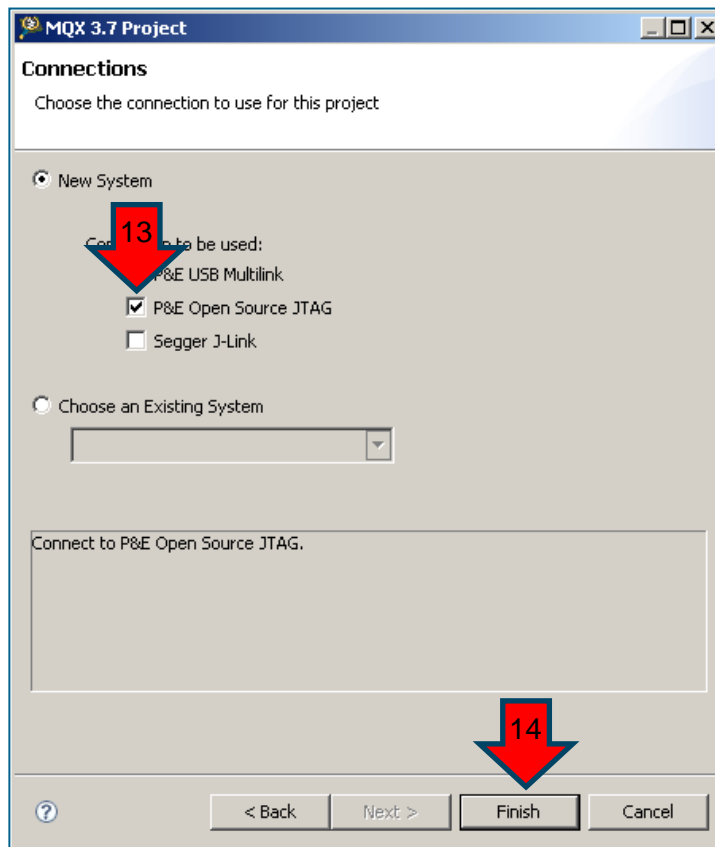 MQX 3.7 Project
Connections
Choose the connection to use for this project
New System
13
to be used:
P&E USB Multilink
P&E Open Source JTAG
Segger J-Link
Choose an Existing System
Connect to P&E Open Source JTAG.
14
?
< Back Next > Finish Cancel